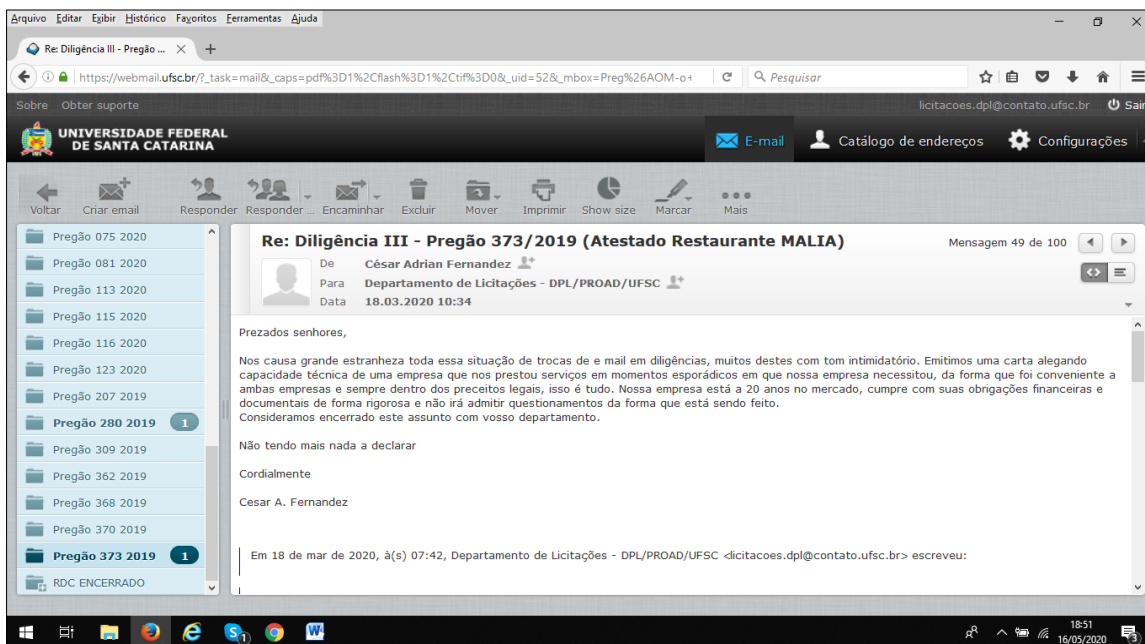 Arquivo Editar Exibir Histórico Favoritos Ferramentas Ajuda
Re: Diligência III - Pregão ...
https://webmail.ufsc.br/?_task=mail&_caps=pdf%3D1%2Cflash%3D1%2Ctif%3D0&_uid=52&_mbox=Preg%26AOM-o+
Pesquisar
Sobre Obter suporte
licitacoes.dpl@contato.ufsc.br Sair
UNIVERSIDADE FEDERAL
DE SANTA CATARINA
E-mail Catálogo de endereços Configurações
Voltar Criar email Responder Responder ... Encaminhar Excluir Mover Imprimir Show size Marcar Mais
Pregão 075 2020
Pregão 081 2020
Pregão 113 2020
Pregão 115 2020
Pregão 116 2020
Pregão 123 2020
Pregão 207 2019
Pregão 280 2019 1
Pregão 309 2019
Pregão 362 2019
Pregão 368 2019
Pregão 370 2019
Pregão 373 2019 1
RDC ENCERRADO
Re: Diligência III - Pregão 373/2019 (Atestado Restaurante MALIA)
Mensagem 49 de 100
De César Adrian Fernandez
Para Departamento de Licitações - DPL/PROAD/UFSC
Data 18.03.2020 10:34
Prezados senhores,
Nos causa grande estranheza toda essa situação de trocas de e mail em diligências, muitos destes com tom intimidatório. Emitimos uma carta alegando
capacidade técnica de uma empresa que nos prestou serviços em momentos esporádicos em que nossa empresa necessitou, da forma que foi conveniente a
ambas empresas e sempre dentro dos preceitos legais, isso é tudo. Nossa empresa está a 20 anos no mercado, cumpre com suas obrigações financeiras e
documentais de forma rigorosa e não irá admitir questionamentos da forma que está sendo feito.
Consideramos encerrado este assunto com vosso departamento.
Não tendo mais nada a declarar
Cordialmente
Cesar A. Fernandez
Em 18 de mar de 2020, à(s) 07:42, Departamento de Licitações - DPL/PROAD/UFSC <licitacoes.dpl@contato.ufsc.br> escreveu:
18:51
16/05/2020